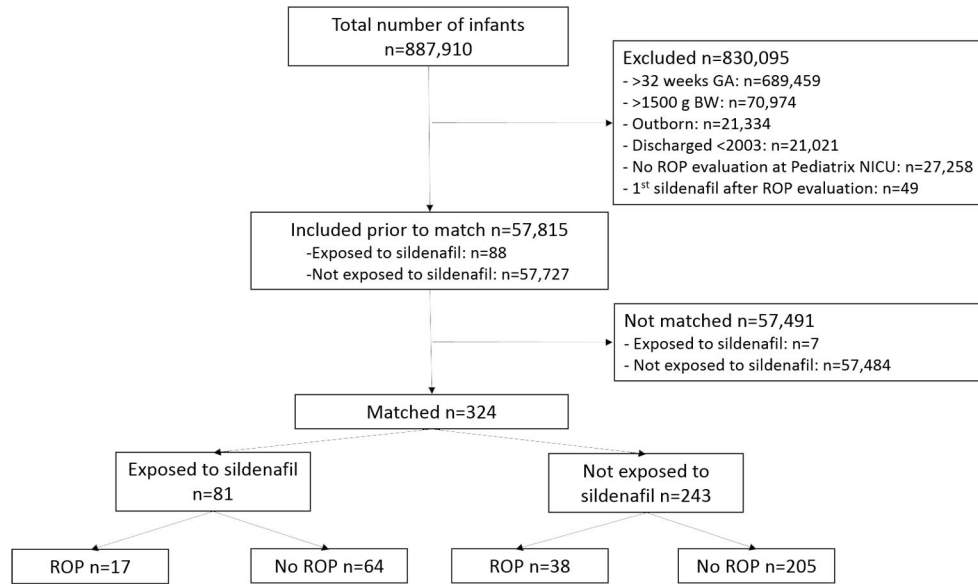 Total number of infants
n=887,910
Excluded n=830,095
- >32 weeks GA: n=689,459
- >1500 g BW: n=70,974
- Outborn: n=21,334
- Discharged <2003: n=21,021
- No ROP evaluation at Pediatrix NICU: n=27,258
- 1st sildenafil after ROP evaluation: n=49
Included prior to match n=57,815
-Exposed to sildenafil: n=88
-Not exposed to sildenafil: n=57,727
Not matched n=57,491
- Exposed to sildenafil: n=7
- Not exposed to sildenafil: n=57,484
Matched n=324
Exposed to sildenafil
n=81
Not exposed to
sildenafil n=243
ROP n=17
No ROP n=64
ROP n=38
No ROP n=205